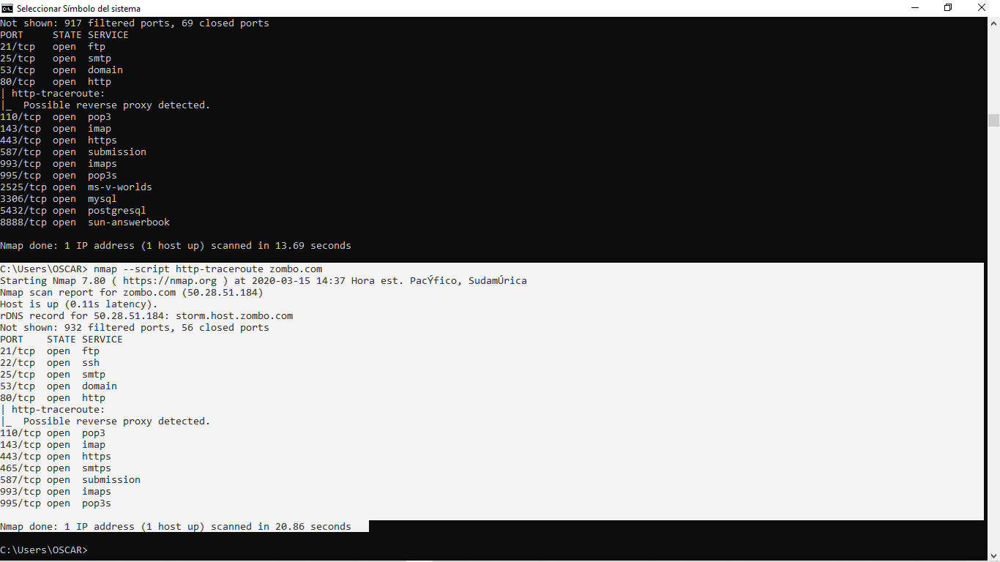 Seleccionar Símbolo del sistema
Not shown: 917 filtered ports, 69 closed ports
PORT     STATE SERVICE
21/tcp   open  ftp
25/tcp   open  smtp
53/tcp   open  domain
80/tcp   open  http
| http-traceroute:
|_  Possible reverse proxy detected.
110/tcp  open  pop3
143/tcp  open  imap
443/tcp  open  https
587/tcp  open  submission
993/tcp  open  imaps
995/tcp  open  pop3s
2525/tcp open  ms-v-worlds
3306/tcp open  mysql
5432/tcp open  postgresql
8888/tcp open  sun-answerbook
Nmap done: 1 IP address (1 host up) scanned in 13.69 seconds
C:\Users\OSCAR> nmap --script http-traceroute zombo.com
Starting Nmap 7.80 ( https://nmap.org ) at 2020-03-15 14:37 Hora est. PacÝfico, SudamÚrica
Nmap scan report for zombo.com (50.28.51.184)
Host is up (0.11s latency).
rDNS record for 50.28.51.184: storm.host.zombo.com
Not shown: 932 filtered ports, 56 closed ports
PORT    STATE SERVICE
21/tcp  open  ftp
22/tcp  open  ssh
25/tcp  open  smtp
53/tcp  open  domain
80/tcp  open  http
| http-traceroute:
|_  Possible reverse proxy detected.
110/tcp open  pop3
143/tcp open  imap
443/tcp open  https
465/tcp open  smtps
587/tcp open  submission
993/tcp open  imaps
995/tcp open  pop3s
Nmap done: 1 IP address (1 host up) scanned in 20.86 seconds
C:\Users\OSCAR>